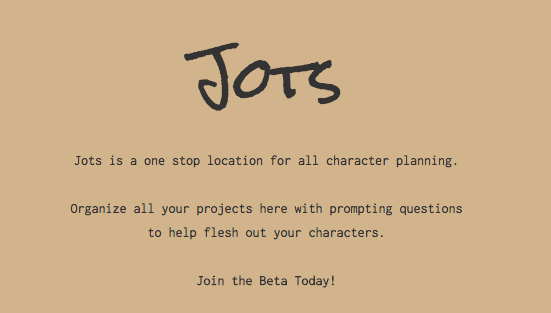 Jots
Jots is a one stop location for all character planning.
Organize all your projects here with prompting questions
to help flesh out your characters.
Join the Beta Today!